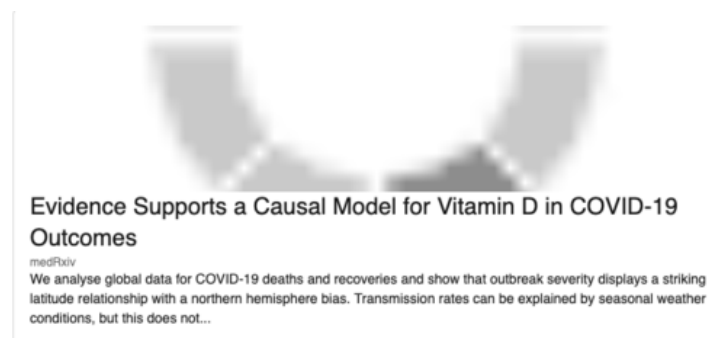 Evidence Supports a Causal Model for Vitamin D in COVID-19
Outcomes
medRxiv
We analyse global data for COVID-19 deaths and recoveries and show that outbreak severity displays a striking
latitude relationship with a northern hemisphere bias. Transmission rates can be explained by seasonal weather
conditions, but this does not...